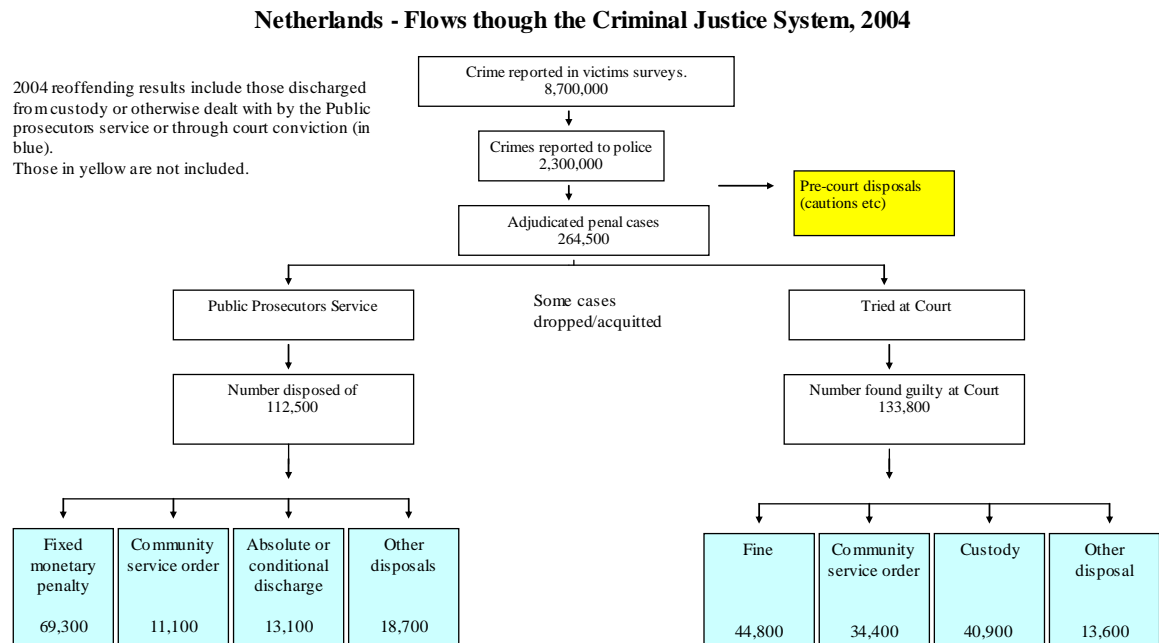 Netherlands - Flows though the Criminal Justice System, 2004
2004 reoffending results include those discharged
from custody or otherwise dealt with by the Public
prosecutors service or through court conviction (in
blue).
Those in yellow are not included.
Crime reported in victims surveys.
8,700,000
Crimes reported to police
2,300,000
Pre-court disposals
(cautions etc)
Adjudicated penal cases
264,500
Public Prosecutors Service
Some cases
dropped/acquitted
Tried at Court
Number disposed of
112,500
Number found guilty at Court
133,800
Fixed
monetary
penalty
69,300
Community
service order
11,100
Absolute or
conditional
discharge
13,100
Other
disposals
18,700
Fine
44,800
Community
service order
34,400
Custody
40,900
Other
disposal
13,600